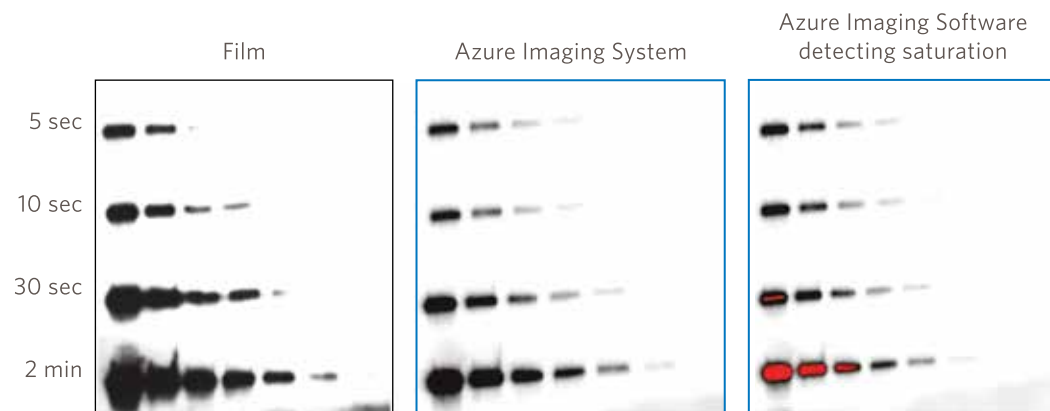 Film
Azure Imaging System
Azure Imaging Software
detecting saturation
5 sec
10 sec
30 sec
2 min